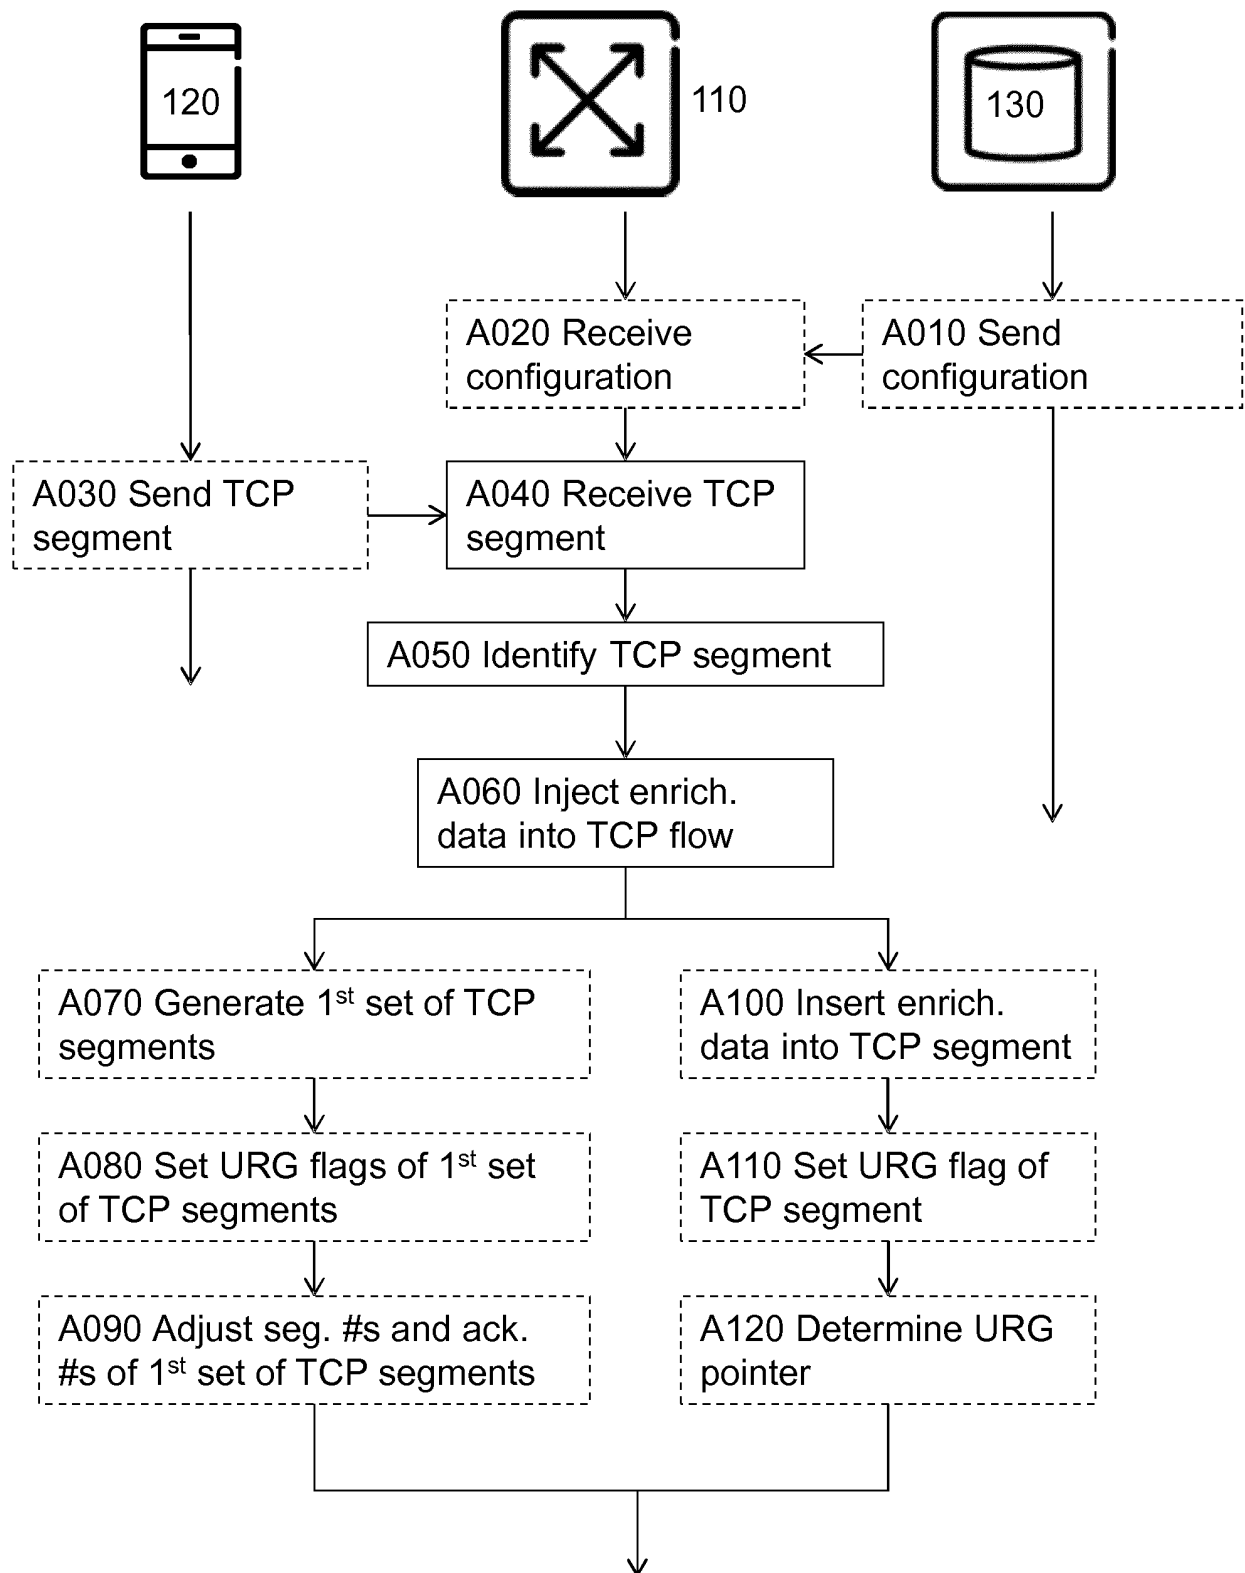 120
110
130
A020 Receive
configuration
A010 Send
configuration
A030 Send TCP
segment
A040 Receive TCP
segment
A050 Identify TCP segment
A060 Inject enrich.
data into TCP flow
A070 Generate 1st set of TCP
segments
A100 Insert enrich.
data into TCP segment
A080 Set URG flags of 1st set
of TCP segments
A110 Set URG flag of
TCP segment
A090 Adjust seg. #s and ack.
#s of 1st set of TCP segments
A120 Determine URG
pointer